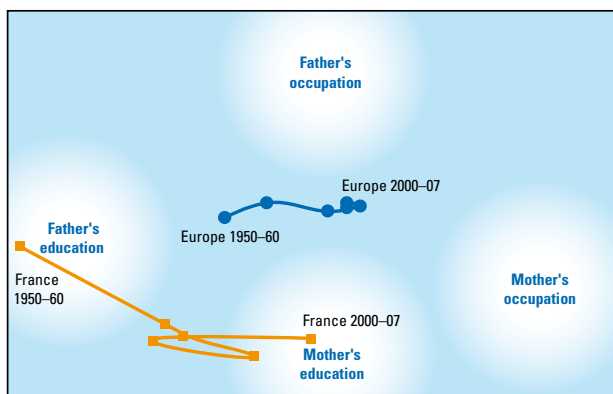 Father's
occupation
Europe 2000–07
Father's
education
Europe 1950–60
France
1950–60
Mother's
occupation
France 2000–07
Mother's
education